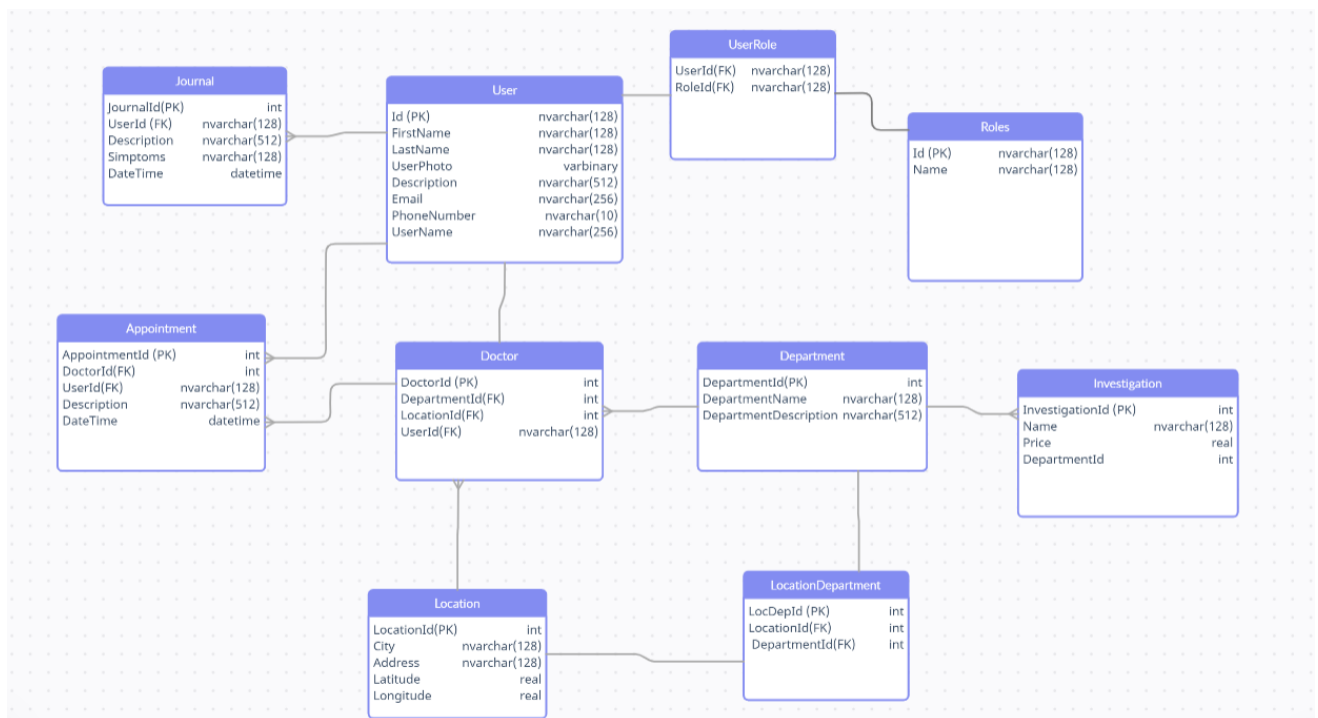 Journal
JournalId(PK) int
UserId (FK) nvarchar(128)
Description nvarchar(512)
Simptoms nvarchar(128)
DateTime datetime
User
Id (PK) nvarchar(128)
FirstName nvarchar(128)
LastName nvarchar(128)
UserPhoto varbinary
Description nvarchar(512)
Email nvarchar(256)
PhoneNumber nvarchar(10)
UserName nvarchar(256)
UserRole
UserId(FK) nvarchar(128)
RoleId(FK) nvarchar(128)
Roles
Id (PK) nvarchar(128)
Name nvarchar(128)
Appointment
AppointmentId (PK) int
DoctorId(FK) int
UserId(FK) nvarchar(128)
Description nvarchar(512)
DateTime datetime
Doctor
DoctorId (PK) int
DepartmentId(FK) int
LocationId(FK) int
UserId(FK) nvarchar(128)
Department
DepartmentId(PK) int
DepartmentName nvarchar(128)
DepartmentDescription nvarchar(512)
Investigation
InvestigationId (PK) int
Name nvarchar(128)
Price real
DepartmentId int
Location
LocationId(PK) int
City nvarchar(128)
Address nvarchar(128)
Latitude real
Longitude real
LocationDepartment
LocDepId (PK) int
LocationId(FK) int
DepartmentId(FK) int